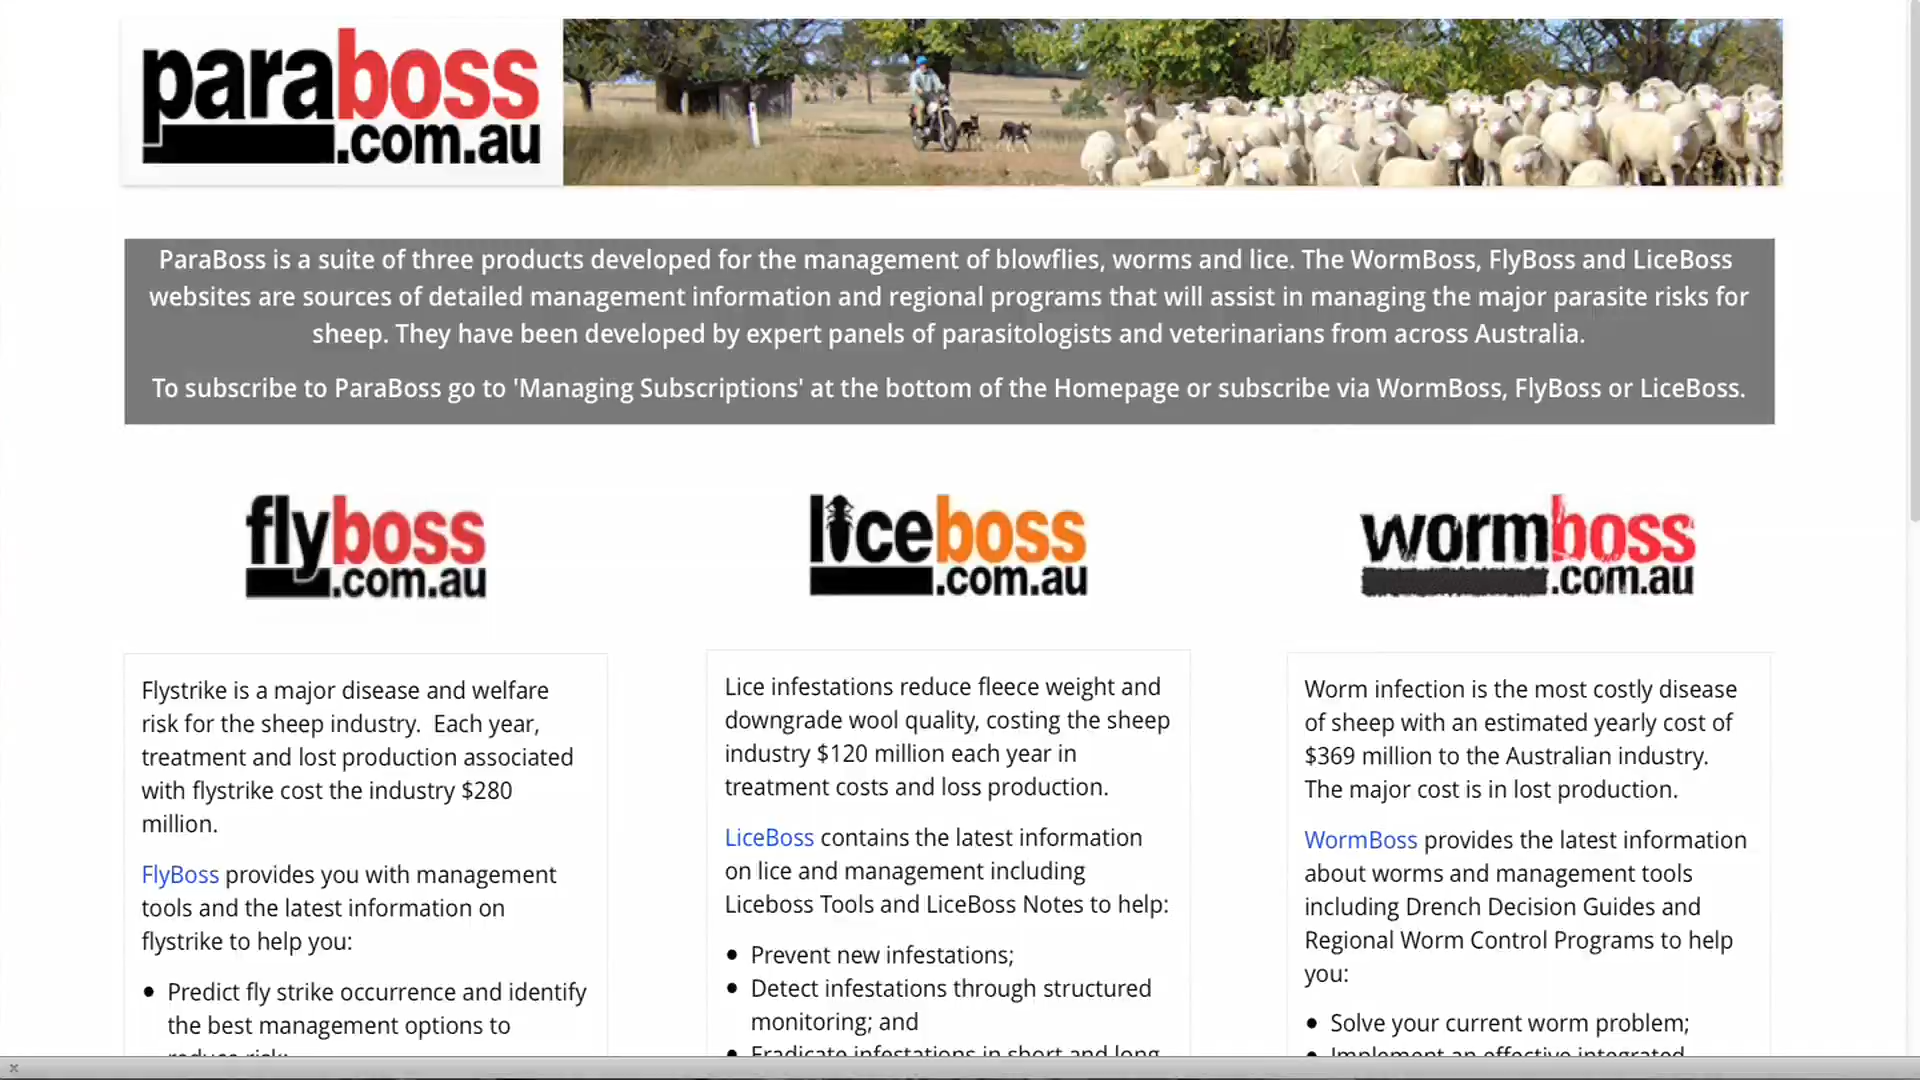 paraboss
.com.au
ParaBoss is a suite of three products developed for the management of blowflies, worms and lice. The WormBoss, FlyBoss and LiceBoss
websites are sources of detailed management information and regional programs that will assist in managing the major parasite risks for
sheep. They have been developed by expert panels of parasitologists and veterinarians from across Australia.
To subscribe to ParaBoss go to 'Managing Subscriptions' at the bottom of the Homepage or subscribe via WormBoss, FlyBoss or LiceBoss.
flyboss
.com.au
Flystrike is a major disease and welfare
risk for the sheep industry.  Each year,
treatment and lost production associated
with flystrike cost the industry $280
million.
FlyBoss provides you with management
tools and the latest information on
flystrike to help you:
• Predict fly strike occurrence and identify
the best management options to
reduce risk;
liceboss
.com.au
Lice infestations reduce fleece weight and
downgrade wool quality, costing the sheep
industry $120 million each year in
treatment costs and loss production.
LiceBoss contains the latest information
on lice and management including
Liceboss Tools and LiceBoss Notes to help:
• Prevent new infestations;
• Detect infestations through structured
monitoring; and
• Eradicate infestations in short and long
wormboss
.com.au
Worm infection is the most costly disease
of sheep with an estimated yearly cost of
$369 million to the Australian industry.
The major cost is in lost production.
WormBoss provides the latest information
about worms and management tools
including Drench Decision Guides and
Regional Worm Control Programs to help
you:
• Solve your current worm problem;
• Implement an effective integrated